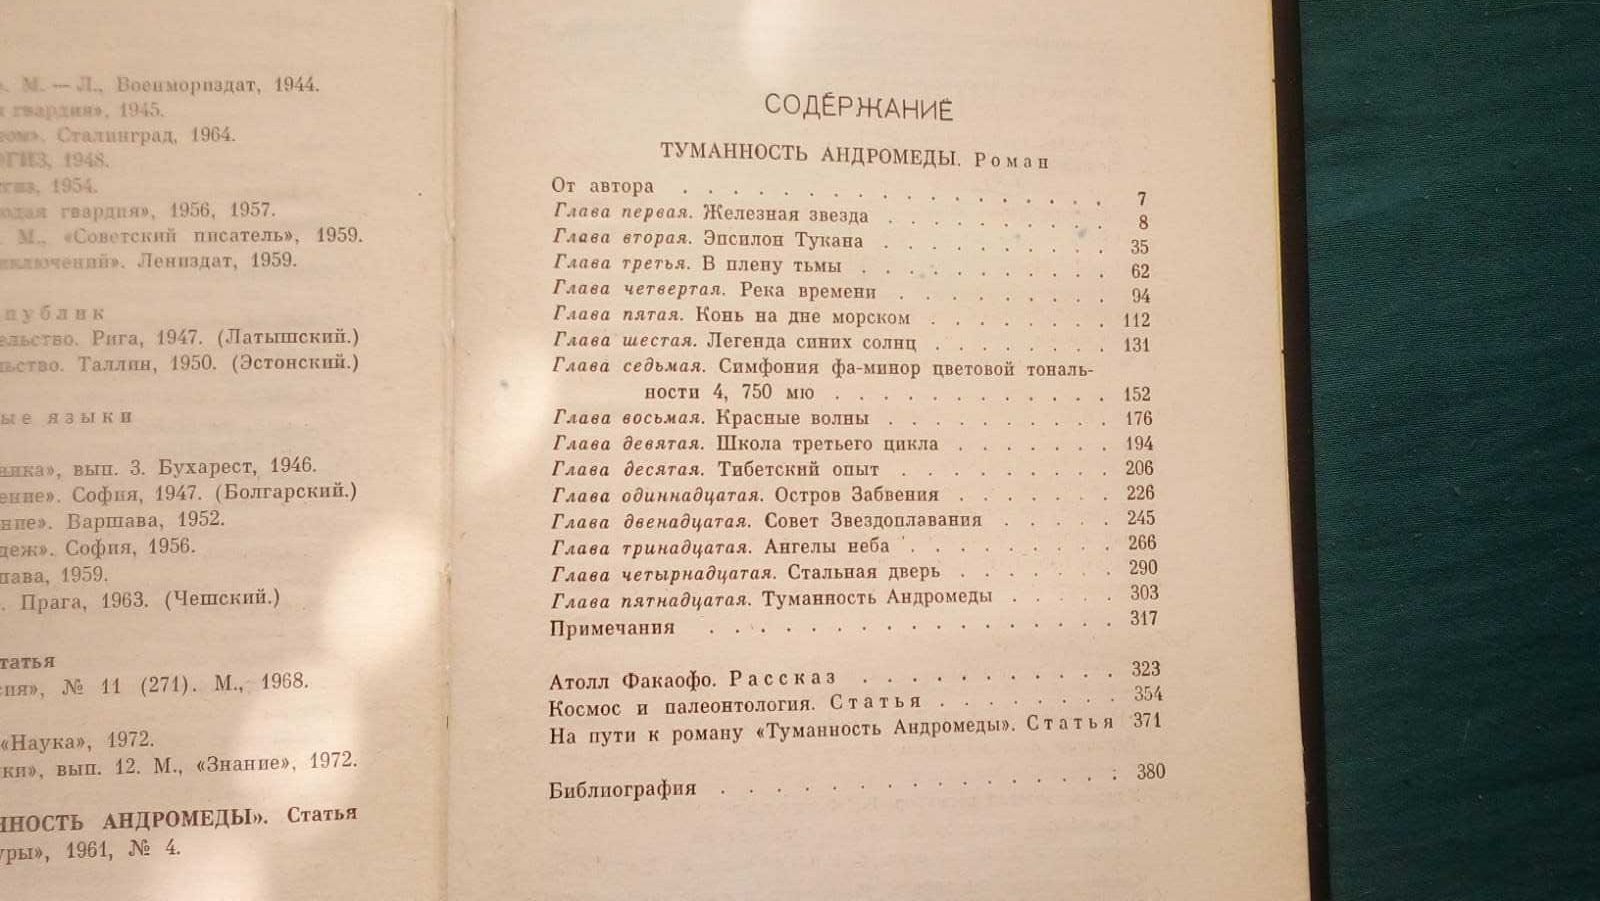 М. — Л., Воениздат, 1944.
гвардия», 1945.
Сталинград, 1964.
ОГИЗ, 1948.
1954.
гвардия», 1956, 1957.
М., «Советский писатель», 1959.
Лениздат, 1959.
Рига, 1947. (Латышский.)
Таллин, 1950. (Эстонский.)
языки
вып. 3. Бухарест, 1946.
София, 1947. (Болгарский.)
Варшава, 1952.
София, 1956.
1959.
Прага, 1963. (Чешский.)
татья
№ 11 (271). М., 1968.
«Наука», 1972.
вып. 12. М., «Знание», 1972.
ННОСТЬ АНДРОМЕДЫ». Статья
1961, № 4.
СОДЕРЖАНИЕ
ТУМАННОСТЬ АНДРОМЕДЫ. Роман
От автора . . . . . . . . . . . . . . . . . 7
Глава первая. Железная звезда . . . . . . . . . 8
Глава вторая. Эпсилон Тукана . . . . . . . . . 35
Глава третья. В плену тьмы . . . . . . . . . . 62
Глава четвертая. Река времени . . . . . . . . . 94
Глава пятая. Конь на дне морском . . . . . . . . 112
Глава шестая. Легенда синих солнц . . . . . . . . 131
Глава седьмая. Симфония фа-минор цветовой тональ-
ности 4, 750 мю . . . . . . . . . . . . 152
Глава восьмая. Красные волны . . . . . . . . . 176
Глава девятая. Школа третьего цикла . . . . . . . 194
Глава десятая. Тибетский опыт . . . . . . . . . 206
Глава одиннадцатая. Остров Забвения . . . . . . . 226
Глава двенадцатая. Совет Звездоплавания . . . . . 245
Глава тринадцатая. Ангелы неба . . . . . . . . . 266
Глава четырнадцатая. Стальная дверь . . . . . . . 290
Глава пятнадцатая. Туманность Андромеды . . . . . 303
Примечания . . . . . . . . . . . . . . . . . 317
Атолл Факаофо. Рассказ . . . . . . . . . . . 323
Космос и палеонтология. Статья . . . . . . . . 354
На пути к роману «Туманность Андромеды». Статья 371
Библиография . . . . . . . . . . . . . . . . 380